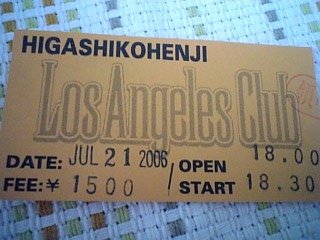 HIGASHIKOHENJI
Los Angeles Club
DATE: JUL 21 2006 / OPEN 18.00
FEE: ¥ 1500 START 18.30